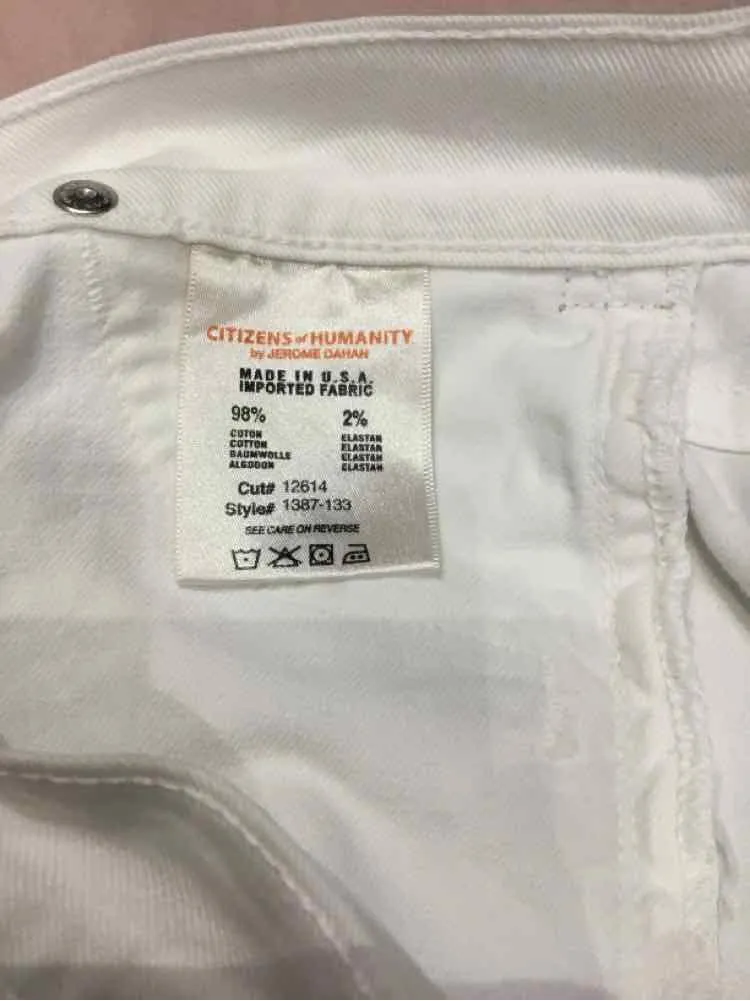 CITIZENS of HUMANITY
by JEROME DAHAN
MADE IN U.S.A.
IMPORTED FABRIC
98% 2%
COTON ELASTAN
COTTON ELASTAN
BAUMWOLLE ELASTAN
ALGODON ELASTAN
Cut# 12614
Style# 1387-133
SEE CARE ON REVERSE